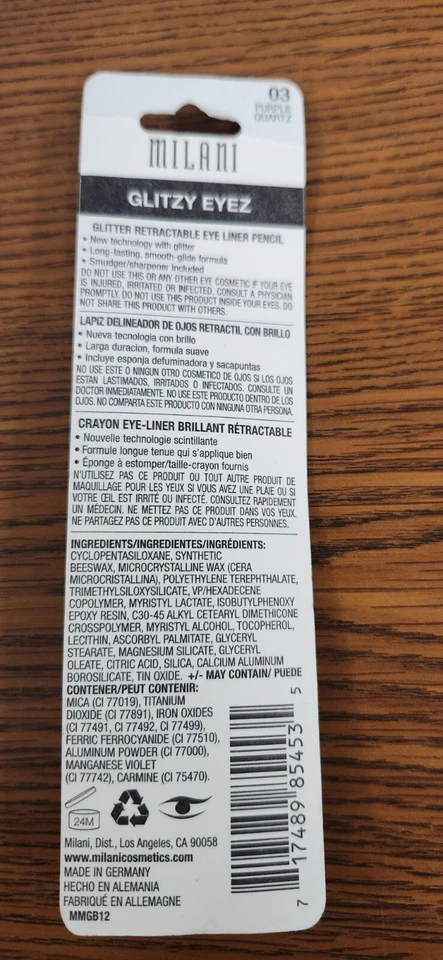 03
PURPLE
QUARTZ
MILANI
GLITZY EYEZ
GLITTER RETRACTABLE EYE LINER PENCIL
• New technology with glitter
• Long-lasting, smooth-glide formula
• Smudger/sharpener included
DO NOT USE THIS OR ANY OTHER EYE COSMETIC IF YOUR EYE
IS INJURED, IRRITATED OR INFECTED. CONSULT A PHYSICIAN
PROMPTLY. DO NOT USE THIS PRODUCT INSIDE YOUR EYES. DO
NOT SHARE THIS PRODUCT WITH OTHERS.
LAPIZ DELINEADOR DE OJOS RETRACTIL CON BRILLO
• Nueva tecnologia con brillo
• Larga duracion, formula suave
• Incluye esponja defuminadora y sacapuntas
NO USE ESTE O NINGUN OTRO COSMETICO DE OJOS SI LOS OJOS
ESTAN LASTIMADOS, IRRITADOS O INFECTADOS. CONSULTE UN
DOCTOR INMEDIATAMENTE. NO USE ESTE PRODUCTO DENTRO DE LOS
OJOS. NO COMPARTA ESTE PRODUCTO CON NINGUNA OTRA PERSONA.
CRAYON EYE-LINER BRILLANT RÉTRACTABLE
• Nouvelle technologie scintillante
• Formule longue tenue qui s'applique bien
• Éponge à estomper/taille-crayon fournis
N'UTILISEZ PAS CE PRODUIT OU TOUT AUTRE PRODUIT DE
MAQUILLAGE POUR LES YEUX SI VOUS AVEZ UNE PLAIE OU SI
VOTRE ŒIL EST IRRITÉ OU INFECTÉ. CONSULTEZ RAPIDEMENT
UN MÉDECIN. NE METTEZ PAS CE PRODUIT DANS VOS YEUX.
NE PARTAGEZ PAS CE PRODUIT AVEC D'AUTRES PERSONNES.
INGREDIENTS/INGREDIENTES/INGRÉDIENTS:
CYCLOPENTASILOXANE, SYNTHETIC
BEESWAX, MICROCRYSTALLINE WAX (CERA
MICROCRISTALLINA), POLYETHYLENE TEREPHTHALATE,
TRIMETHYLSILOXYSILICATE, VP/HEXADECENE
COPOLYMER, MYRISTYL LACTATE, ISOBUTYLPHENOXY
EPOXY RESIN, C30-45 ALKYL CETEARYL DIMETHICONE
CROSSPOLYMER, MYRISTYL ALCOHOL, TOCOPHEROL,
LECITHIN, ASCORBYL PALMITATE, GLYCERYL
STEARATE, MAGNESIUM SILICATE, GLYCERYL
OLEATE, CITRIC ACID, SILICA, CALCIUM ALUMINUM
BOROSILICATE, TIN OXIDE. +/- MAY CONTAIN/ PUEDE
CONTENER/PEUT CONTENIR:
MICA (CI 77019), TITANIUM
DIOXIDE (CI 77891), IRON OXIDES
(CI 77491, CI 77492, CI 77499),
FERRIC FERROCYANIDE (CI 77510),
ALUMINUM POWDER (CI 77000),
MANGANESE VIOLET
(CI 77742), CARMINE (CI 75470).
24M
Milani, Dist., Los Angeles, CA 90058
www.milanicosmetics.com
MADE IN GERMANY
HECHO EN ALEMANIA
FABRIQUÉ EN ALLEMAGNE
MMGB12
7 17489 85453 5